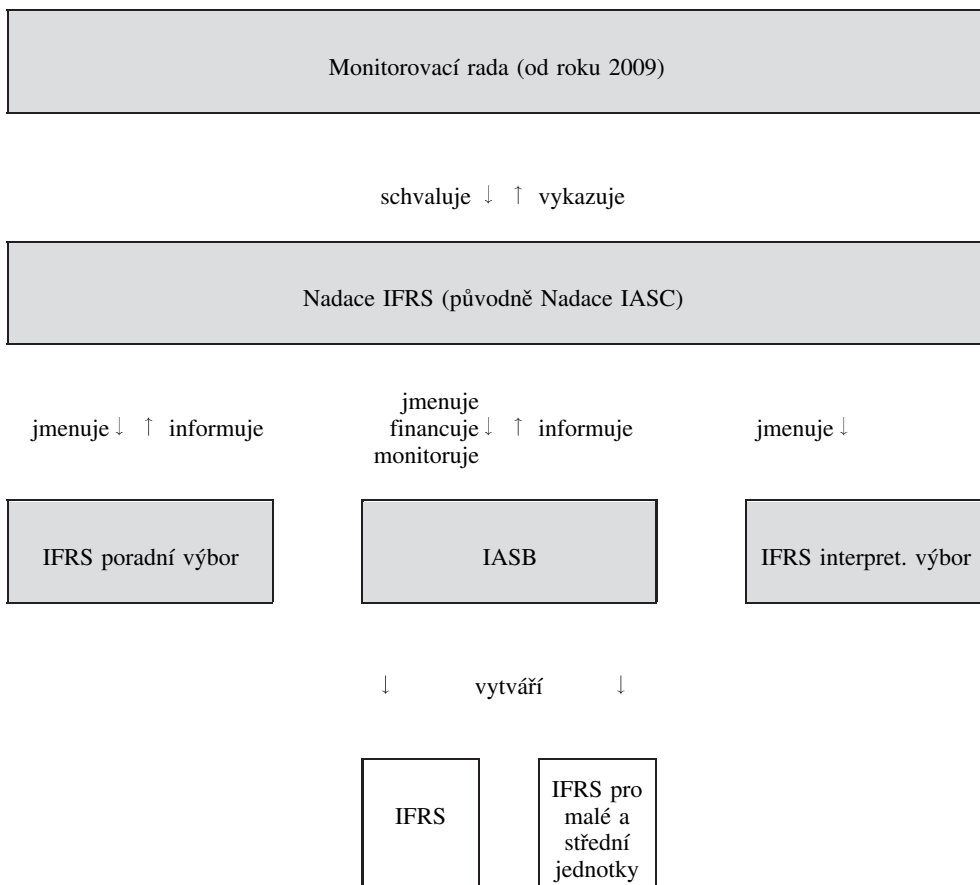 Monitorovací rada (od roku 2009)
schvaluje ↓ ↑ vykazuje
Nadace IFRS (původně Nadace IASC)
jmenuje ↓ ↑ informuje
jmenuje
financuje ↓ ↑ informuje
monitoruje
jmenuje ↓
IFRS poradní výbor
IASB
IFRS interpret. výbor
↓ vytváří ↓
IFRS
IFRS pro
malé a
střední
jednotky